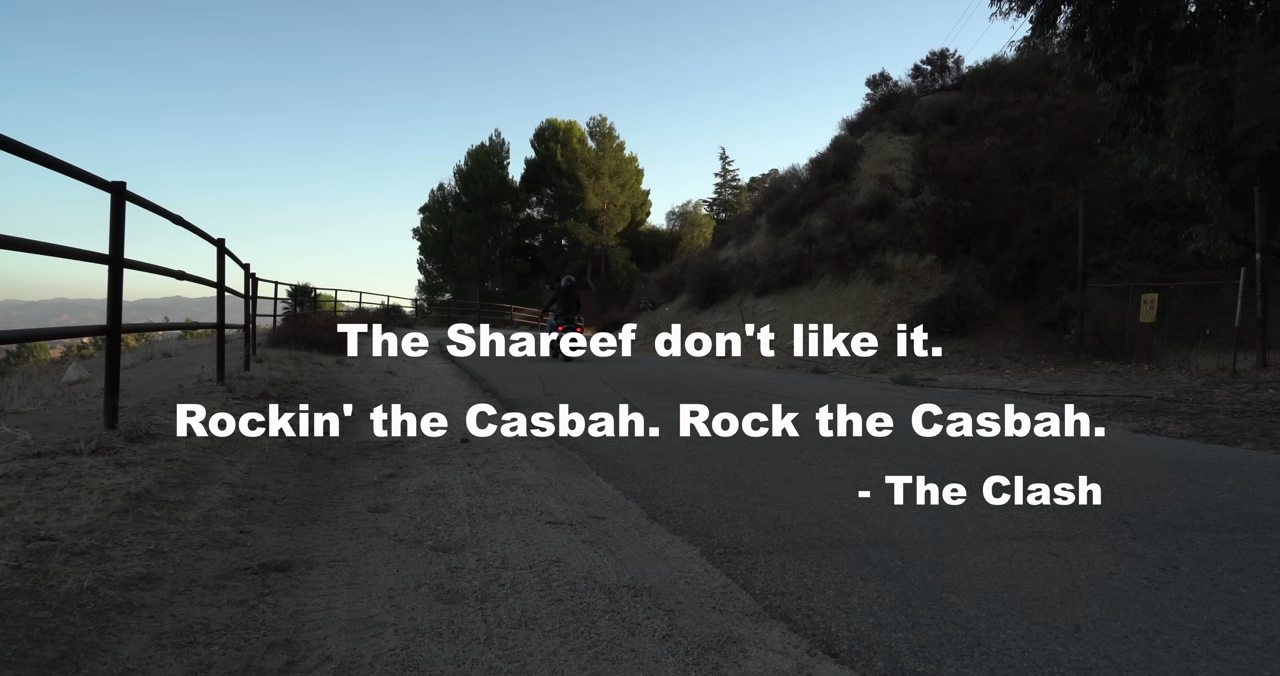 The Shareef don't like it.
Rockin' the Casbah. Rock the Casbah.
- The Clash